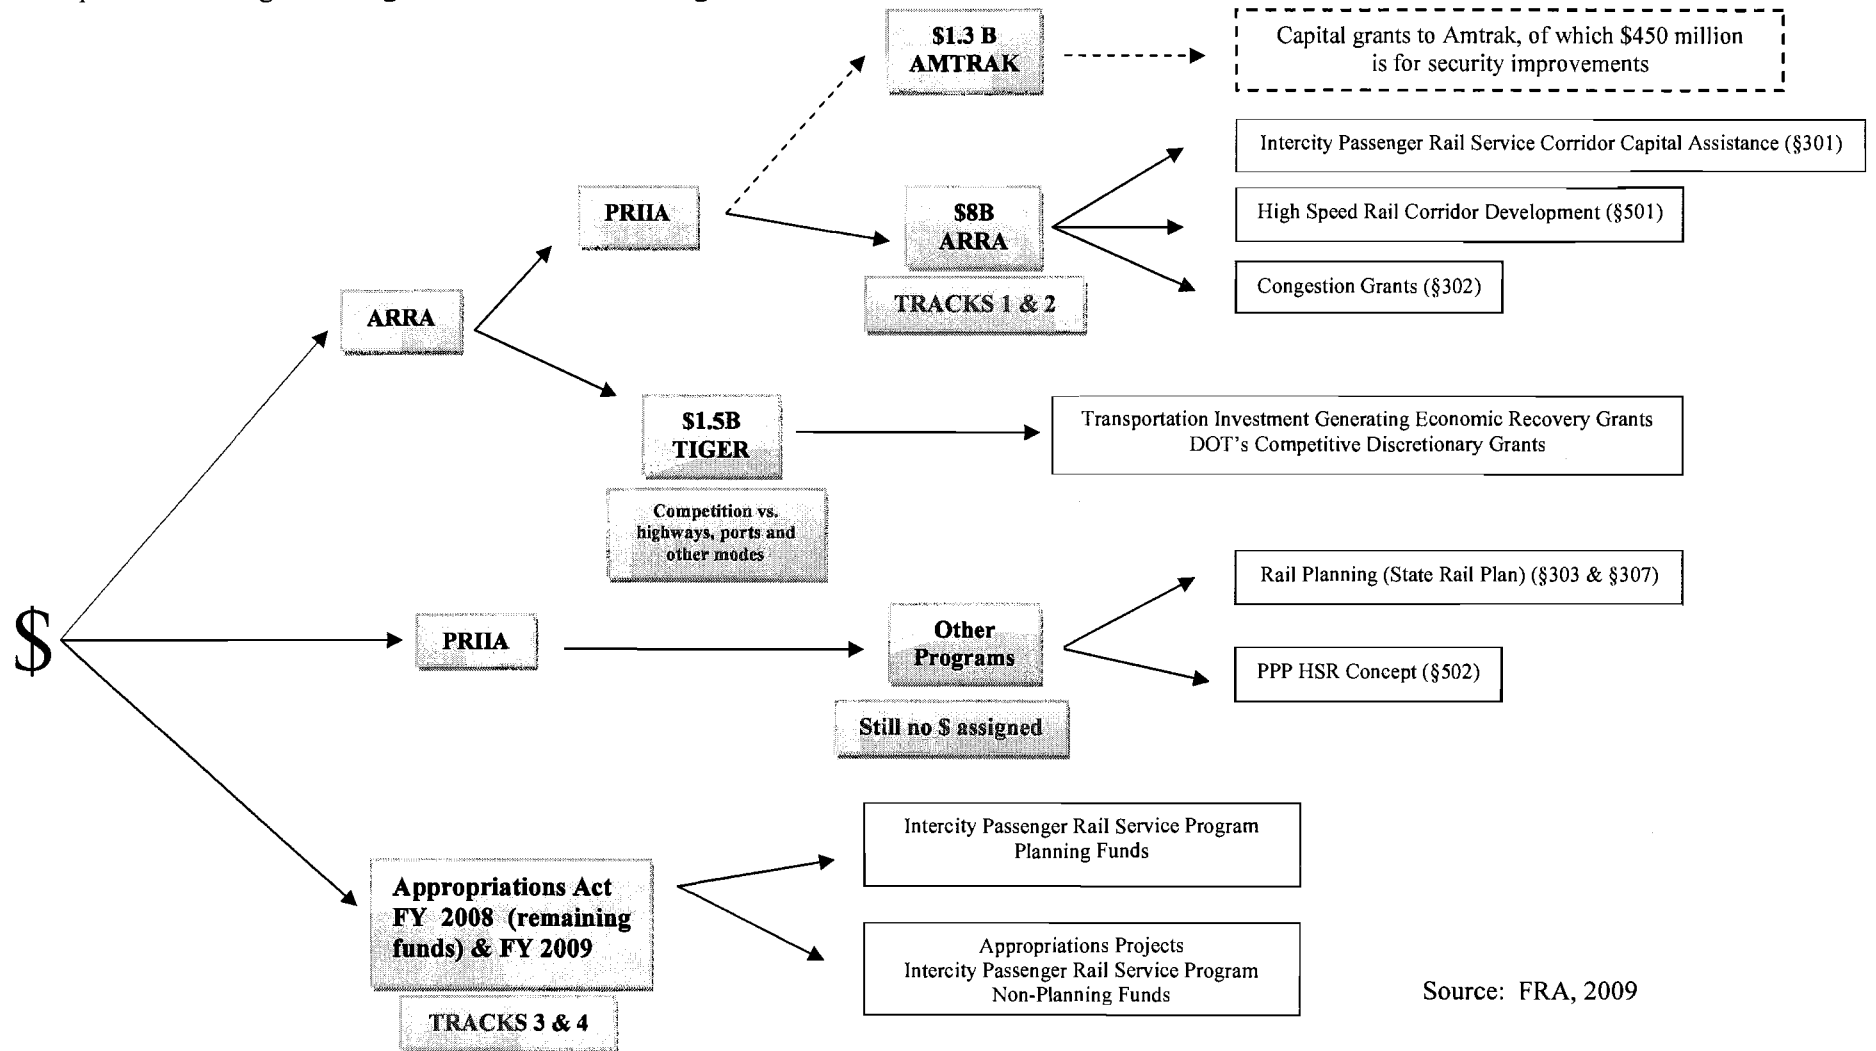 $1.3 B
AMTRAK
Capital grants to Amtrak, of which $450 million
is for security improvements
Intercity Passenger Rail Service Corridor Capital Assistance (§301)
PRIIA
$8B
ARRA
High Speed Rail Corridor Development (§501)
TRACKS 1 & 2
Congestion Grants (§302)
ARRA
$1.5B
TIGER
Transportation Investment Generating Economic Recovery Grants
DOT's Competitive Discretionary Grants
Competition vs.
highways, ports and
other modes
Rail Planning (State Rail Plan) (§303 & §307)
$
PRIIA
Other
Programs
PPP HSR Concept (§502)
Still no $ assigned
Intercity Passenger Rail Service Program
Planning Funds
Appropriations Act
FY 2008 (remaining
funds) & FY 2009
Appropriations Projects
Intercity Passenger Rail Service Program
Non-Planning Funds
TRACKS 3 & 4
Source: FRA, 2009